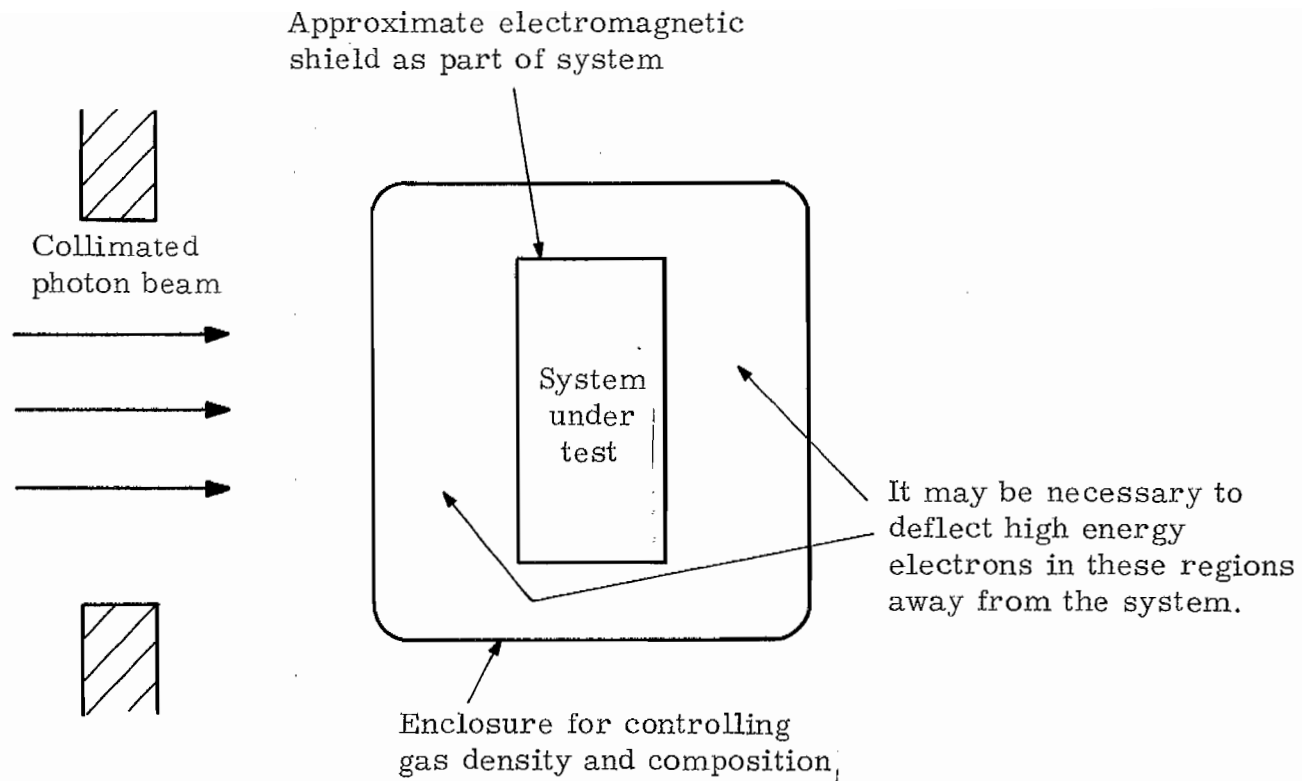 Approximate electromagnetic
shield as part of system
Collimated
photon beam
System
under
test
It may be necessary to
deflect high energy
electrons in these regions
away from the system.
Enclosure for controlling
gas density and composition